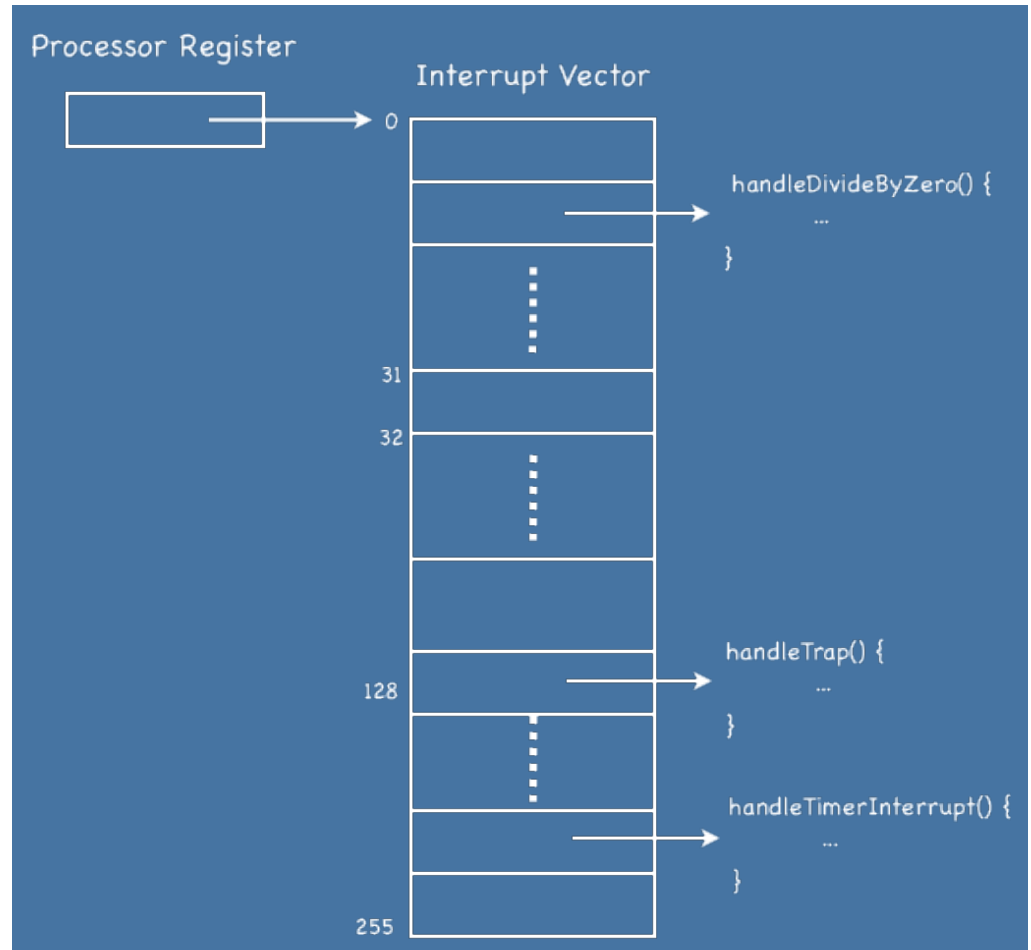 Processor Register
Interrupt Vector
0
handleDivideByZero() {
...
}
31
32
handleTrap() {
...
}
128
handleTimerInterrupt() {
...
}
255